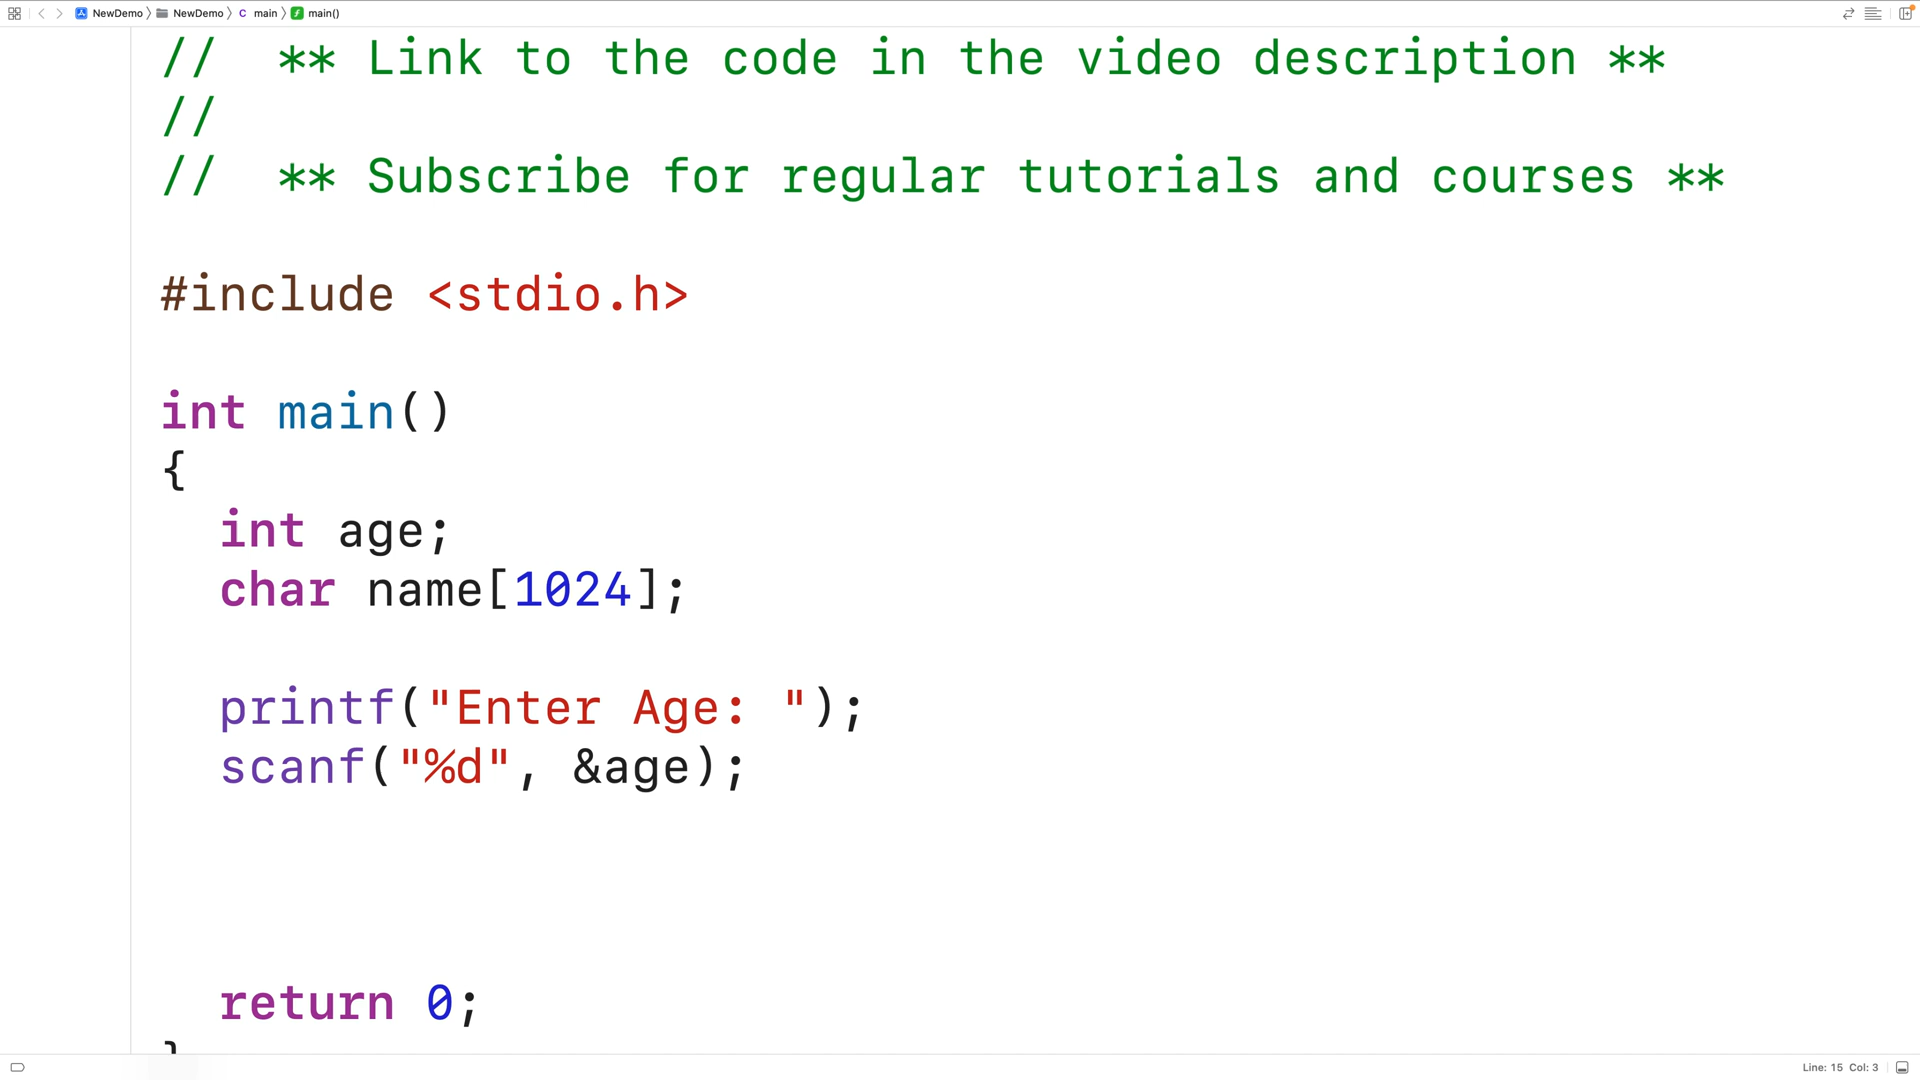 NewDemo NewDemo C main f main()
//  ** Link to the code in the video description **
//
//  ** Subscribe for regular tutorials and courses **
#include <stdio.h>
int main()
{
  int age;
  char name[1024];
  printf("Enter Age: ");
  scanf("%d", &age);
  return 0;
}
Line: 15 Col: 3